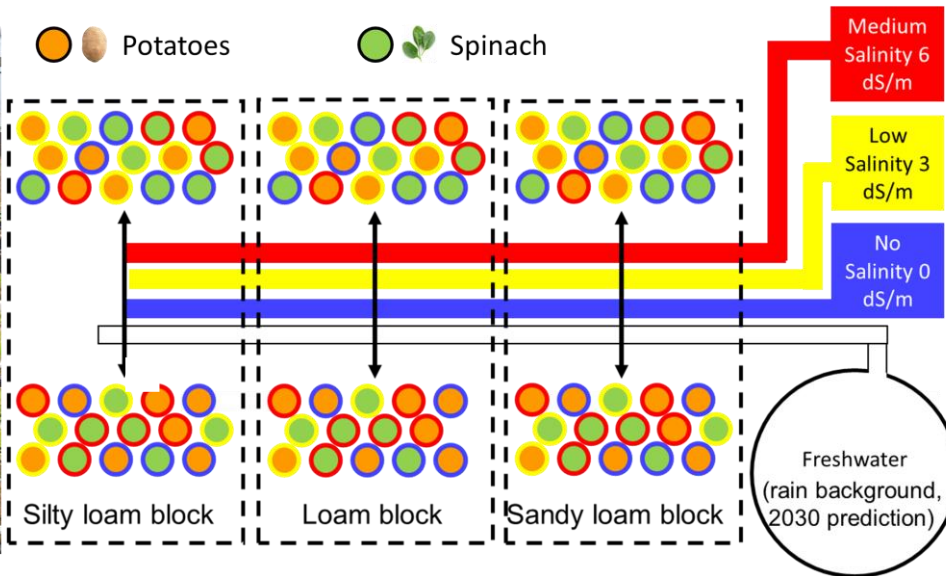 Potatoes
Spinach
Medium
Salinity 6
dS/m
Low
Salinity 3
dS/m
No
Salinity 0
dS/m
Silty loam block
Loam block
Sandy loam block
Freshwater
(rain background,
2030 prediction)